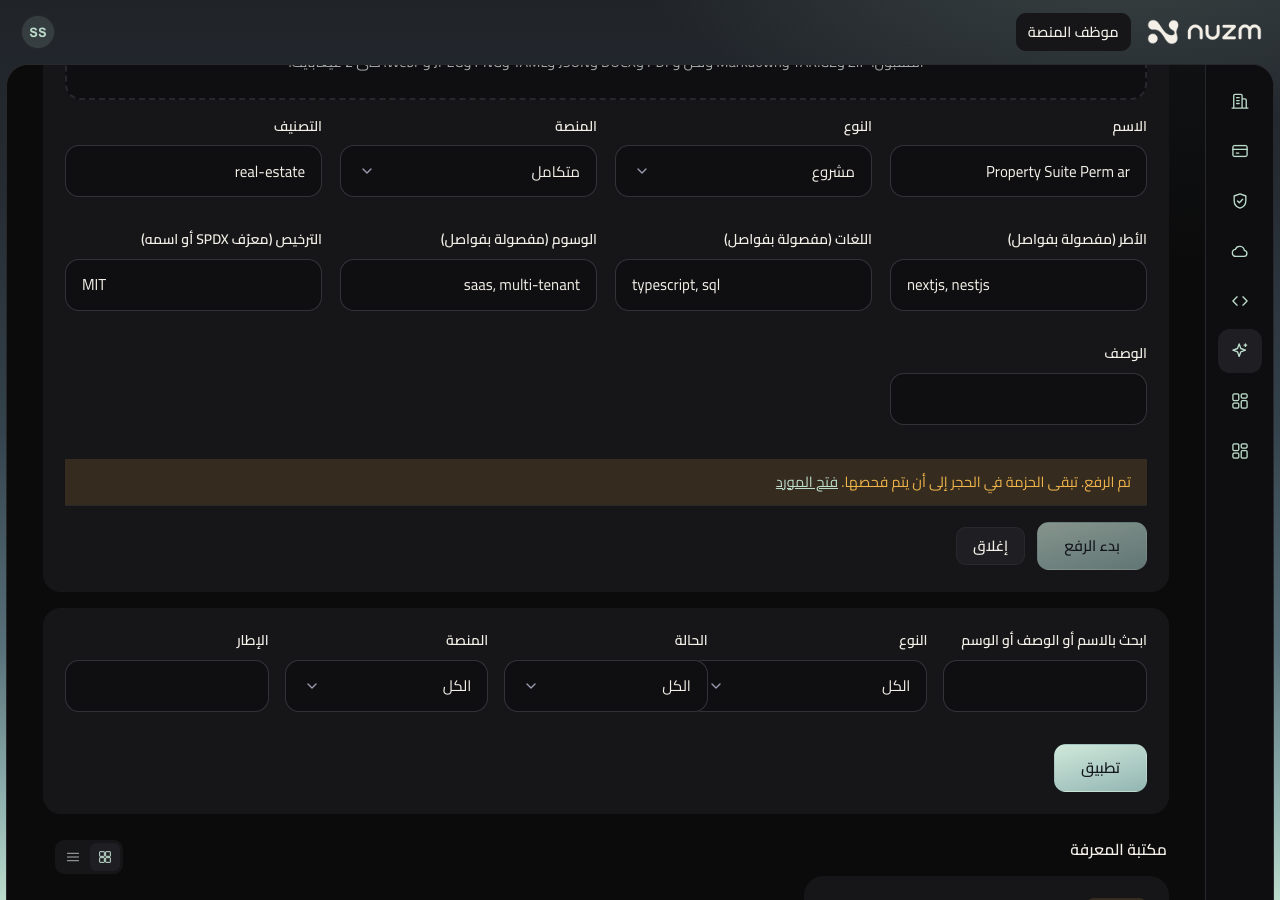 nuzm
موظف المنصة
SS
الاسم
النوع
المنصة
التصنيف
Property Suite Perm ar
مشروع
متكامل
real-estate
الأطر (مفصولة بفواصل)
اللغات (مفصولة بفواصل)
الوسوم (مفصولة بفواصل)
الترخيص (معرّف SPDX أو اسمه)
nextjs, nestjs
typescript, sql
saas, multi-tenant
MIT
الوصف
تم الرفع. تبقى الحزمة في الحجر إلى أن يتم فحصها. فتح المورد
بدء الرفع
إغلاق
ابحث بالاسم أو الوصف أو الوسم
النوع
الحالة
المنصة
الإطار
الكل
الكل
الكل
تطبيق
مكتبة المعرفة